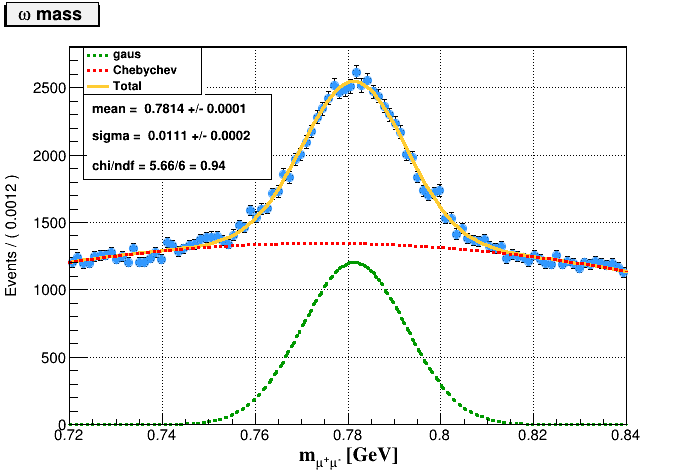 ω mass
gaus
Chebychev
Total
mean = 0.7814 +/- 0.0001
sigma = 0.0111 +/- 0.0002
chi/ndf = 5.66/6 = 0.94
Events / ( 0.0012 )
2500
2000
1500
1000
500
0
0.72 0.74 0.76 0.78 0.8 0.82 0.84
m_μ⁺μ⁻ [GeV]